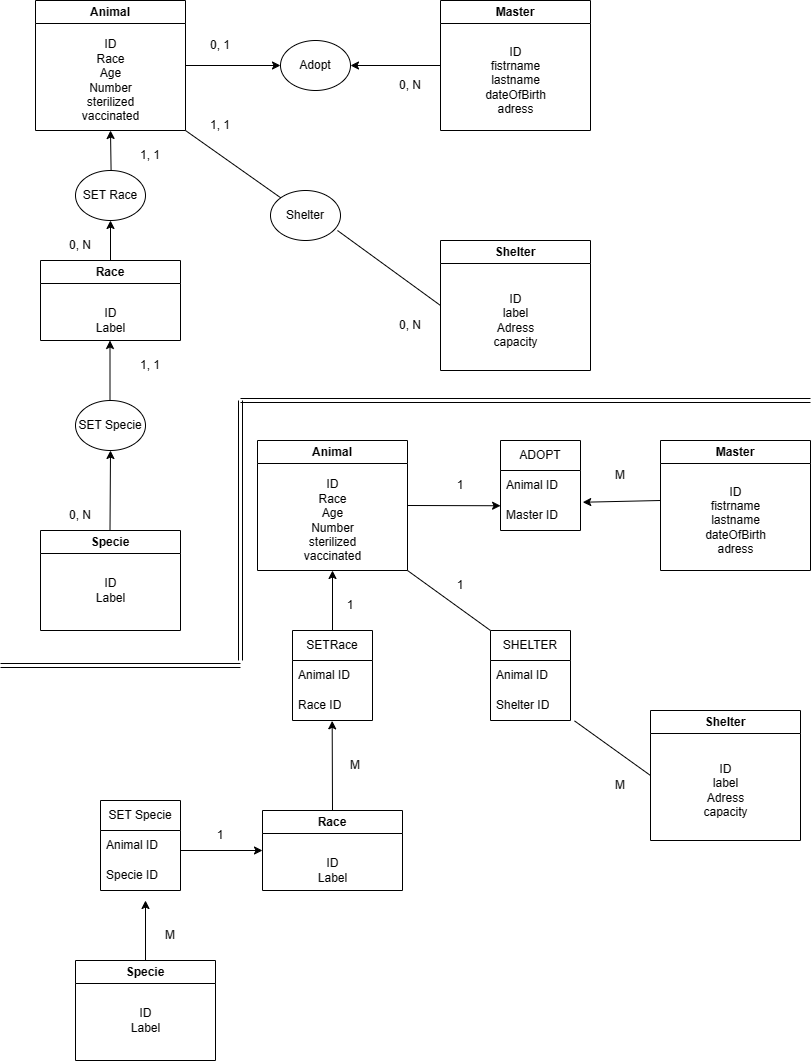 Animal
ID
Race
Age
Number
sterilized
vaccinated
0, 1
Adopt
0, N
Master
ID
fistrname
lastname
dateOfBirth
adress
1, 1
1, 1
SET Race
Shelter
0, N
0, N
Race
ID
Label
Shelter
ID
label
Adress
capacity
1, 1
SET Specie
0, N
Specie
ID
Label
Animal
ID
Race
Age
Number
sterilized
vaccinated
1
ADOPT
Animal ID
Master ID
M
Master
ID
fistrname
lastname
dateOfBirth
adress
1
1
SETRace
Animal ID
Race ID
SHELTER
Animal ID
Shelter ID
M
M
Shelter
ID
label
Adress
capacity
SET Specie
Animal ID
Specie ID
1
Race
ID
Label
M
Specie
ID
Label